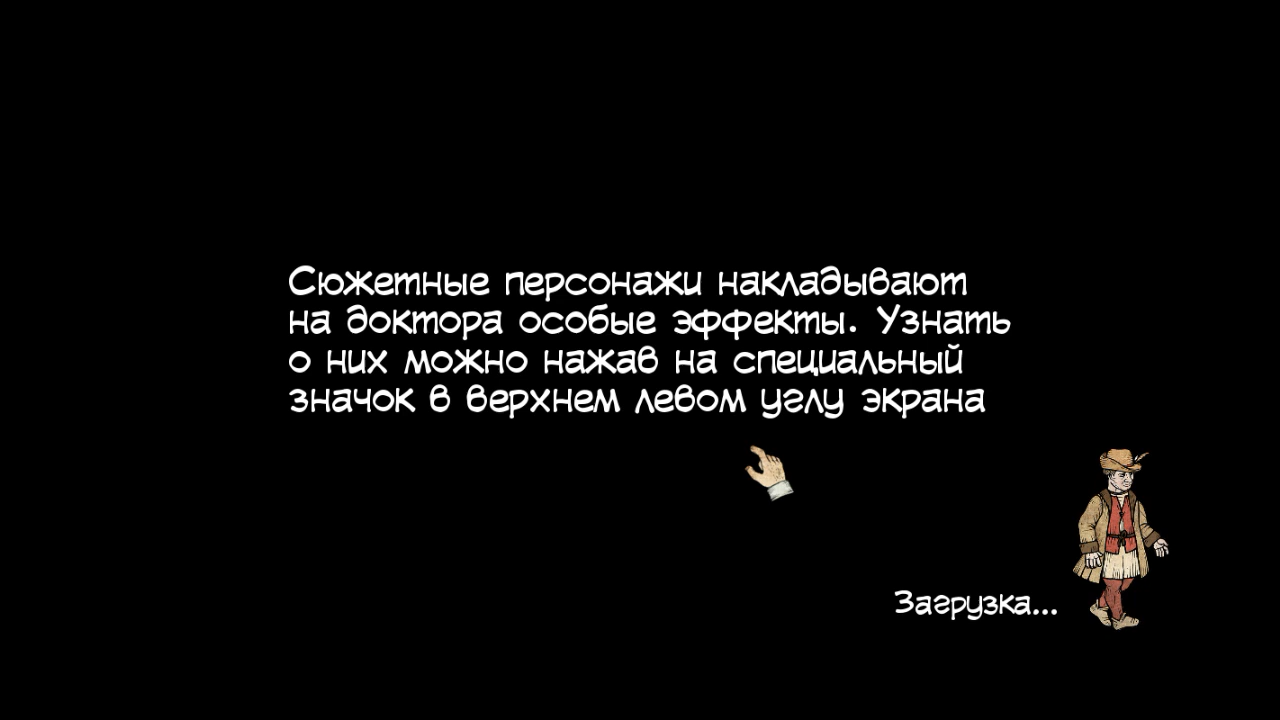 Сюжетные персонажи накладывают
на доктора особые эффекты. Узнать
о них можно нажав на специальный
значок в верхнем левом углу экрана
Загрузка...